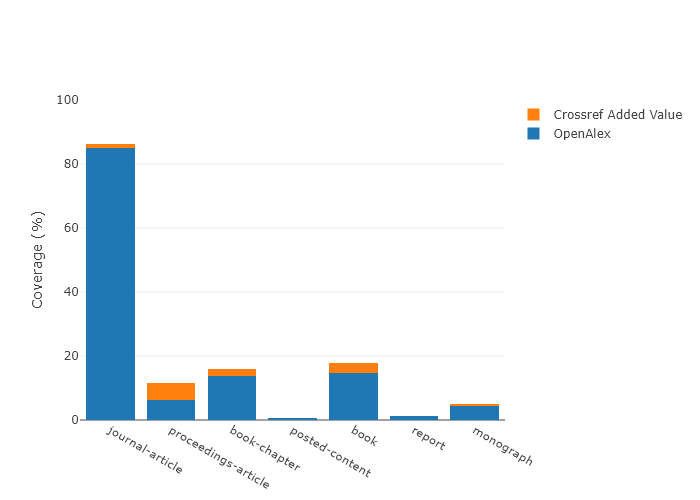 Crossref Added Value
OpenAlex
Coverage (%)
100
80
60
40
20
0
journal-article
proceedings-article
book-chapter
posted-content
book
report
monograph